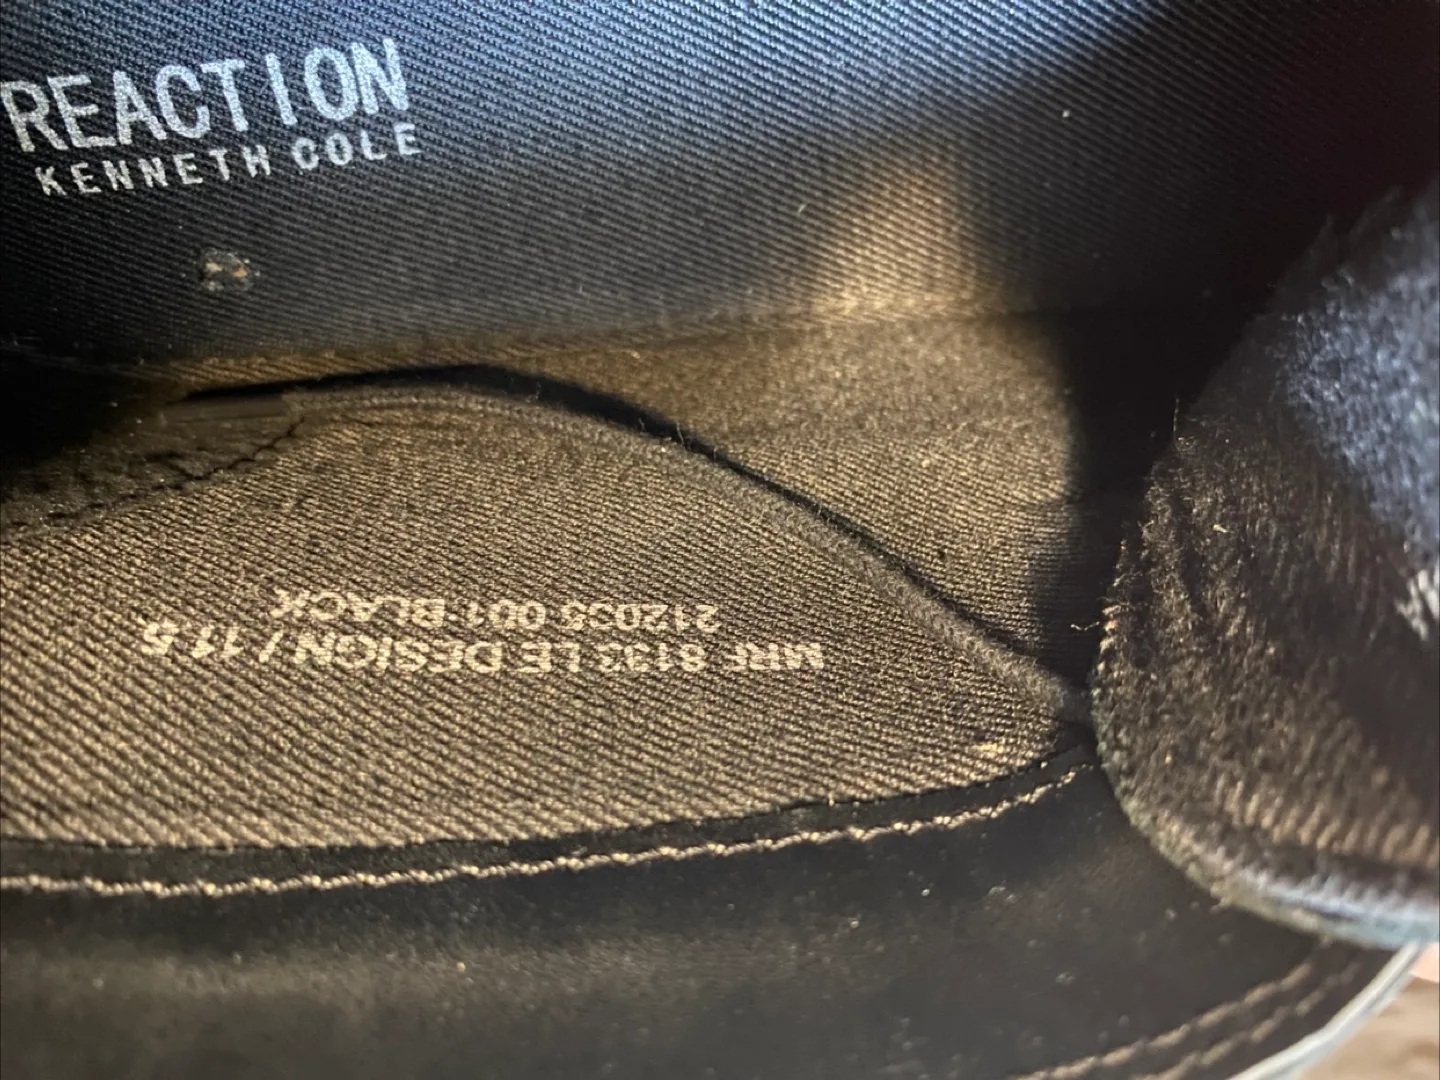 REACTION
KENNETH COLE
MRF 8133 LE DESIGN / 11.5
212035 001 BLACK